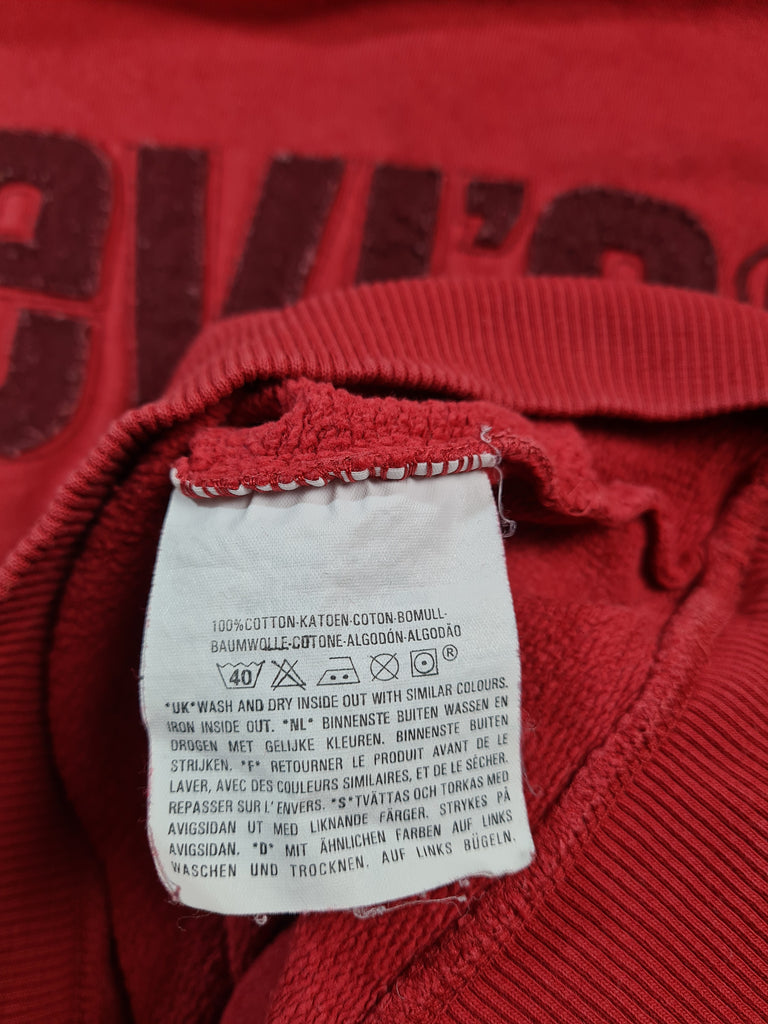 evi's
100%COTTON-KATOEN-COTON-BOMULL-
BAUMWOLLE-COTONE-ALGODÓN-ALGODÃO
40 ®
*UK*WASH AND DRY INSIDE OUT WITH SIMILAR COLOURS.
IRON INSIDE OUT. *NL* BINNENSTE BUITEN WASSEN EN
DROGEN MET GELIJKE KLEUREN. BINNENSTE BUITEN
STRIJKEN. *F* RETOURNER LE PRODUIT AVANT DE LE
LAVER, AVEC DES COULEURS SIMILAIRES, ET DE LE SÉCHER.
REPASSER SUR L'ENVERS. *S*TVÄTTAS OCH TORKAS MED
AVIGSIDAN UT MED LIKNANDE FÄRGER. STRYKES PÅ
AVIGSIDAN. *D* MIT ÄHNLICHEN FARBEN AUF LINKS
WASCHEN UND TROCKNEN. AUF LINKS BÜGELN.